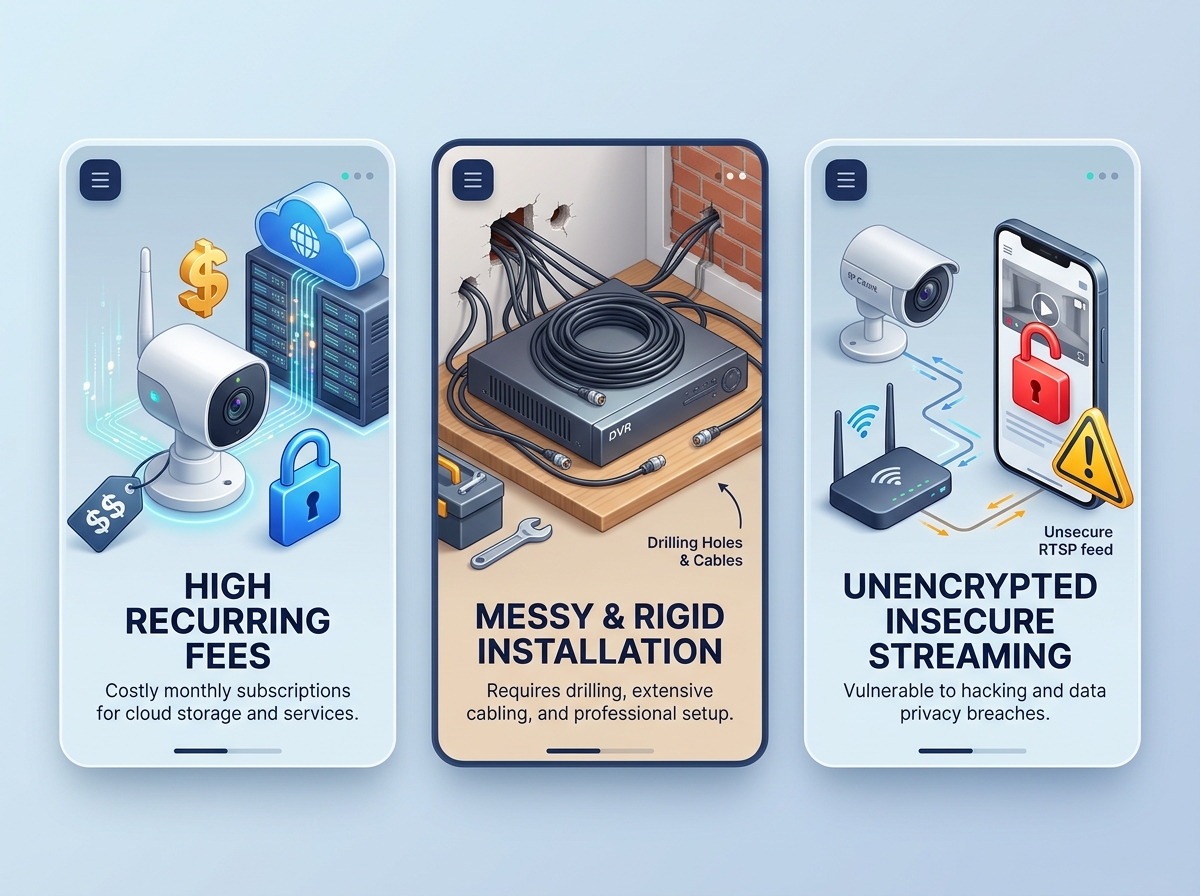 $$
HIGH
RECURRING
FEES
Costly monthly subscriptions
for cloud storage and services.
DVR
Drilling Holes
& Cables
MESSY & RIGID
INSTALLATION
Requires drilling, extensive
cabling, and professional setup.
Unsecure
RTSP feed
UNENCRYPTED
INSECURE
STREAMING
Vulnerable to hacking and data
privacy breaches.